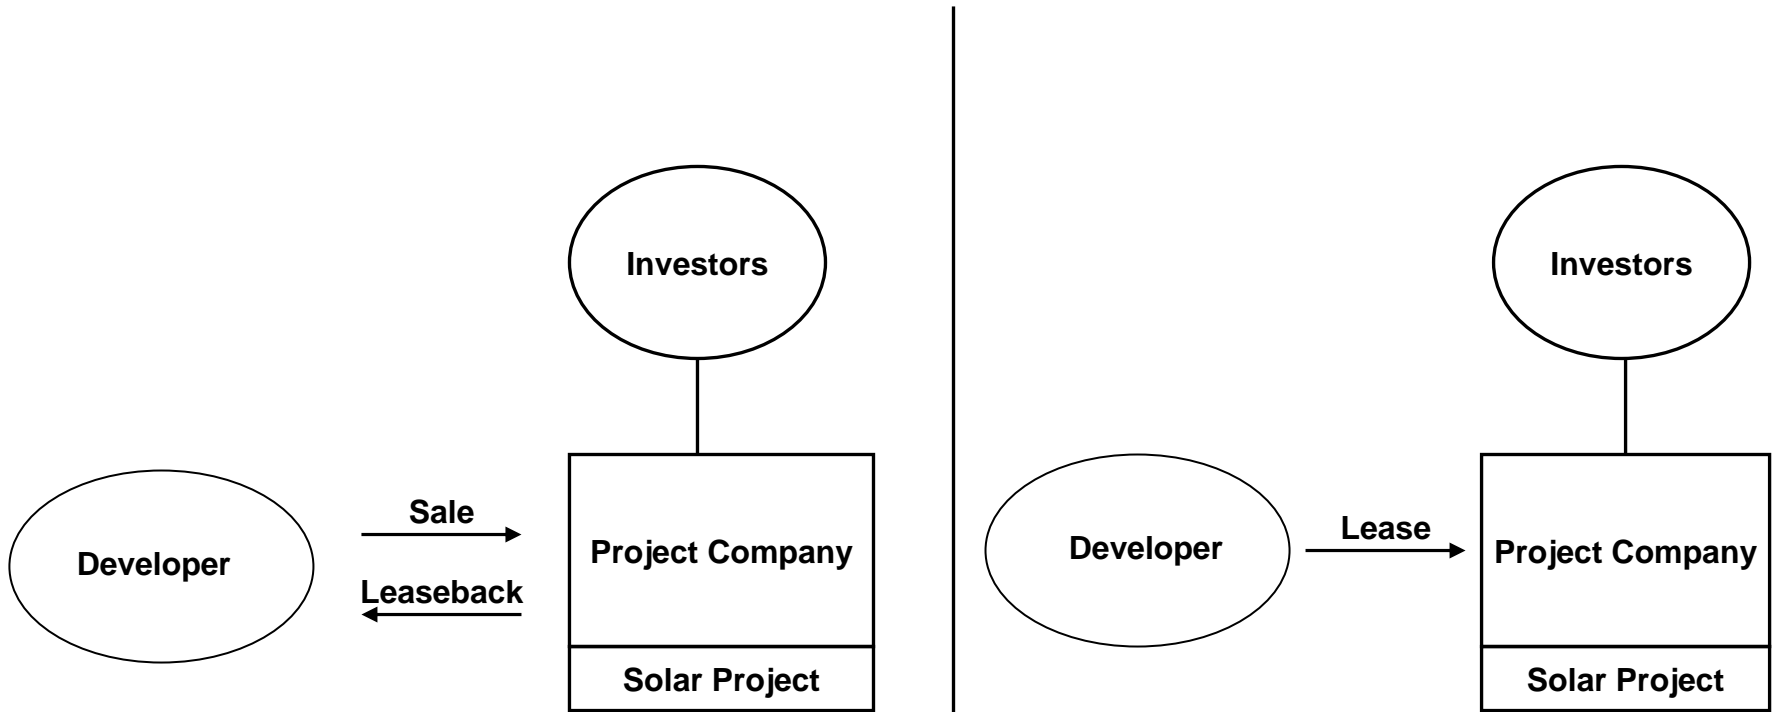 Investors
Sale
Developer
Leaseback
Project Company
Solar Project
Investors
Developer
Lease
Project Company
Solar Project